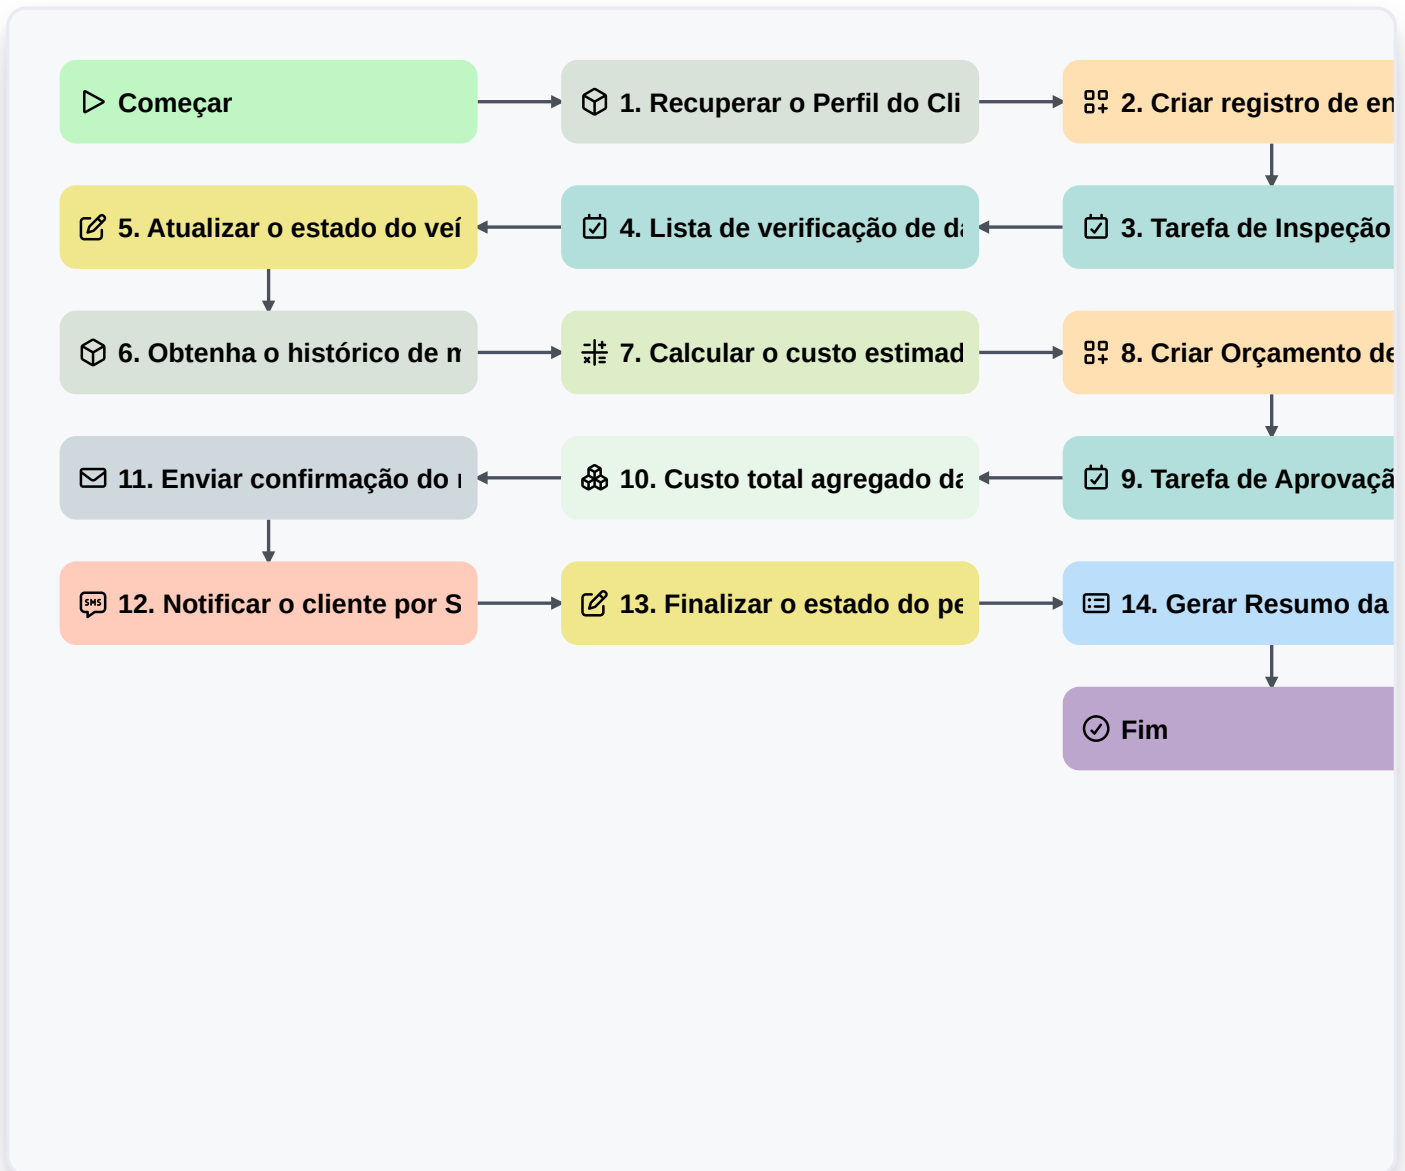 Começar
1. Recuperar o Perfil do Cli
2. Criar registro de en
5. Atualizar o estado do veí
4. Lista de verificação de
3. Tarefa de Inspeção
6. Obtenha o histórico de
7. Calcular o custo estimad
8. Criar Orçamento de
11. Enviar confirmação do
10. Custo total agregado da
9. Tarefa de Aprovaçã
SMS
12. Notificar o cliente por S
13. Finalizar o estado do pe
14. Gerar Resumo da
Fim